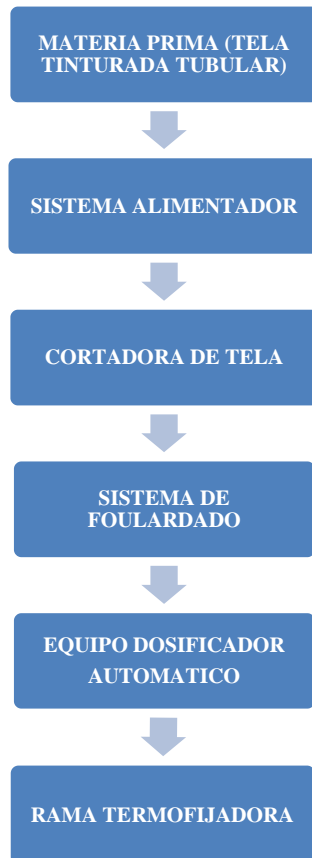 MATERIA PRIMA (TELA
TINTURADA TUBULAR)
SISTEMA ALIMENTADOR
CORTADORA DE TELA
SISTEMA DE
FOULARDADO
EQUIPO DOSIFICADOR
AUTOMATICO
RAMA TERMOFIJADORA